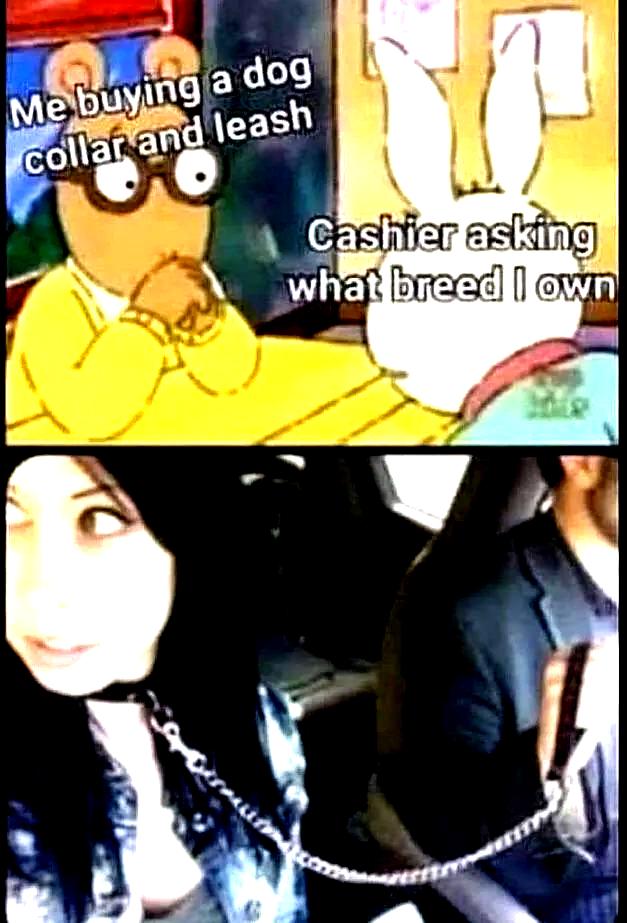 Me buying a dog
collar and leash
Cashier asking
what breed I own